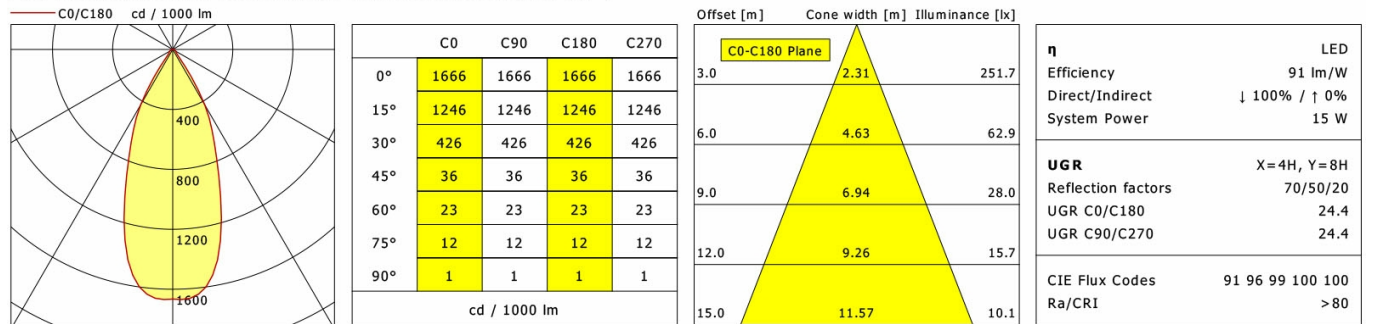 C0/C180 cd / 1000 lm
400
800
1200
1600
C0 C90 C180 C270
0° 1666 1666 1666 1666
15° 1246 1246 1246 1246
30° 426 426 426 426
45° 36 36 36 36
60° 23 23 23 23
75° 12 12 12 12
90° 1 1 1 1
cd / 1000 lm
Offset [m] Cone width [m] Illuminance [lx]
C0-C180 Plane
3.0 2.31 251.7
6.0 4.63 62.9
9.0 6.94 28.0
12.0 9.26 15.7
15.0 11.57 10.1
η LED
Efficiency 91 lm/W
Direct/Indirect ↓ 100% / ↑ 0%
System Power 15 W
UGR X=4H, Y=8H
Reflection factors 70/50/20
UGR C0/C180 24.4
UGR C90/C270 24.4
CIE Flux Codes 91 96 99 100 100
Ra/CRI >80